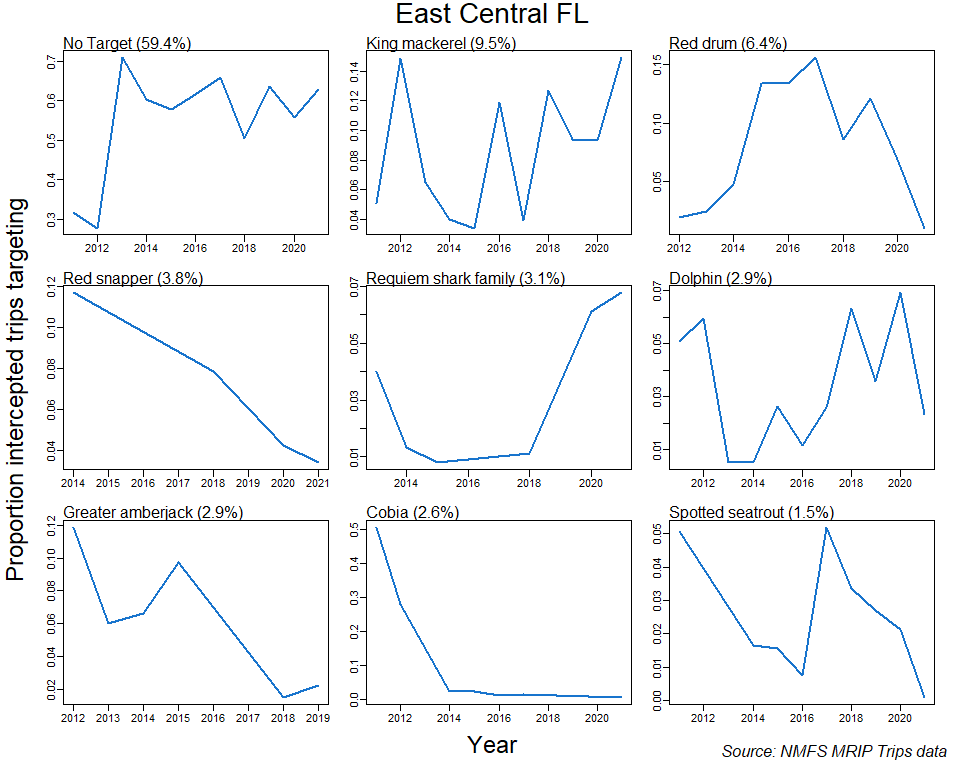 East Central FL
No Target (59.4%)
King mackerel (9.5%)
Red drum (6.4%)
0.3 0.4 0.5 0.6 0.7
2012 2014 2016 2018 2020
0.04 0.06 0.08 0.10 0.12 0.14
2012 2014 2016 2018 2020
0.05 0.10 0.15
2012 2014 2016 2018 2020
Red snapper (3.8%)
Requiem shark family (3.1%)
Dolphin (2.9%)
0.04 0.06 0.08 0.10 0.12
2014 2015 2016 2017 2018 2019 2020 2021
0.01 0.03 0.05 0.07
2014 2016 2018 2020
0.01 0.03 0.05 0.07
2012 2014 2016 2018 2020
Greater amberjack (2.9%)
Cobia (2.6%)
Spotted seatrout (1.5%)
0.02 0.04 0.06 0.08 0.10 0.12
2012 2013 2014 2015 2016 2017 2018 2019
0.0 0.1 0.2 0.3 0.4 0.5
2012 2014 2016 2018 2020
0.00 0.01 0.02 0.03 0.04 0.05
2012 2014 2016 2018 2020
Proportion intercepted trips targeting
Year
Source: NMFS MRIP Trips data